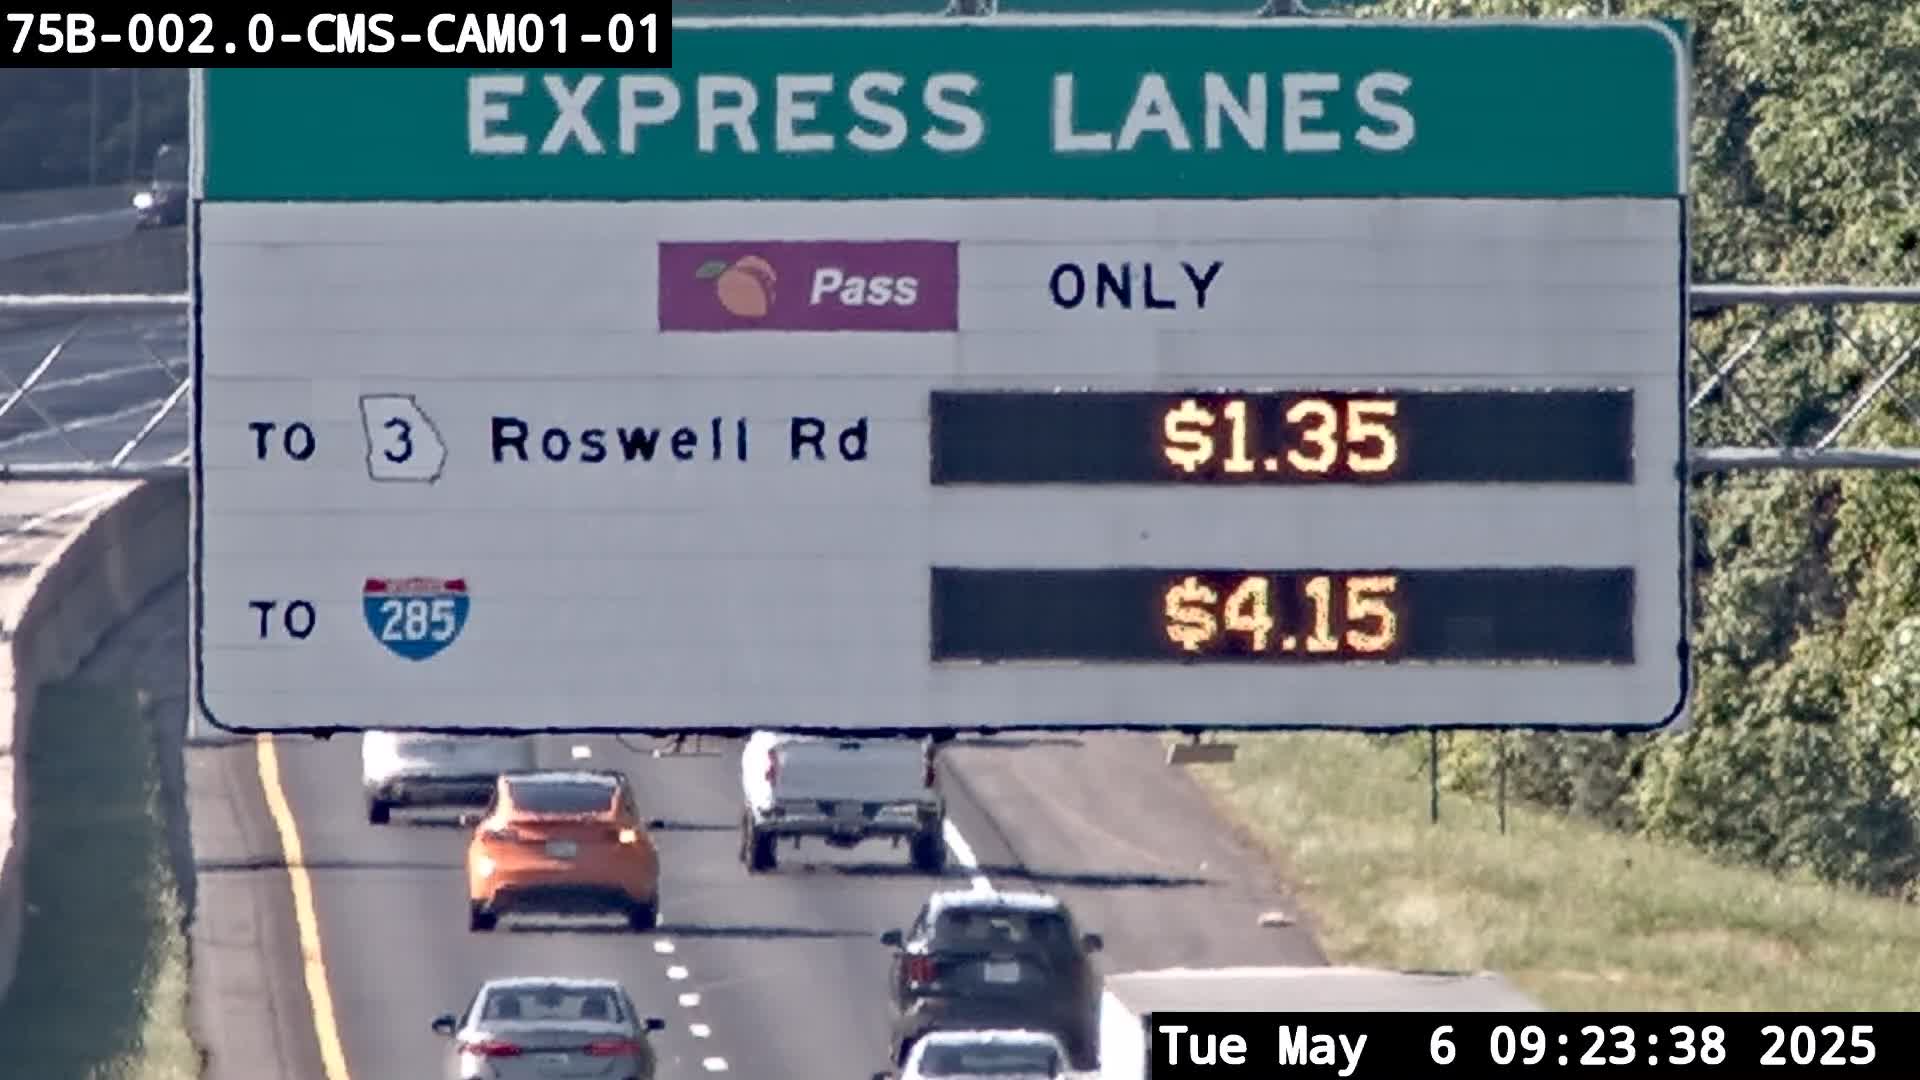 75B-002.0-CMS-CAM01-01
EXPRESS LANES
Pass ONLY
TO 3 Roswell Rd $1.35
TO 285 $4.15
Tue May 6 09:23:38 2025